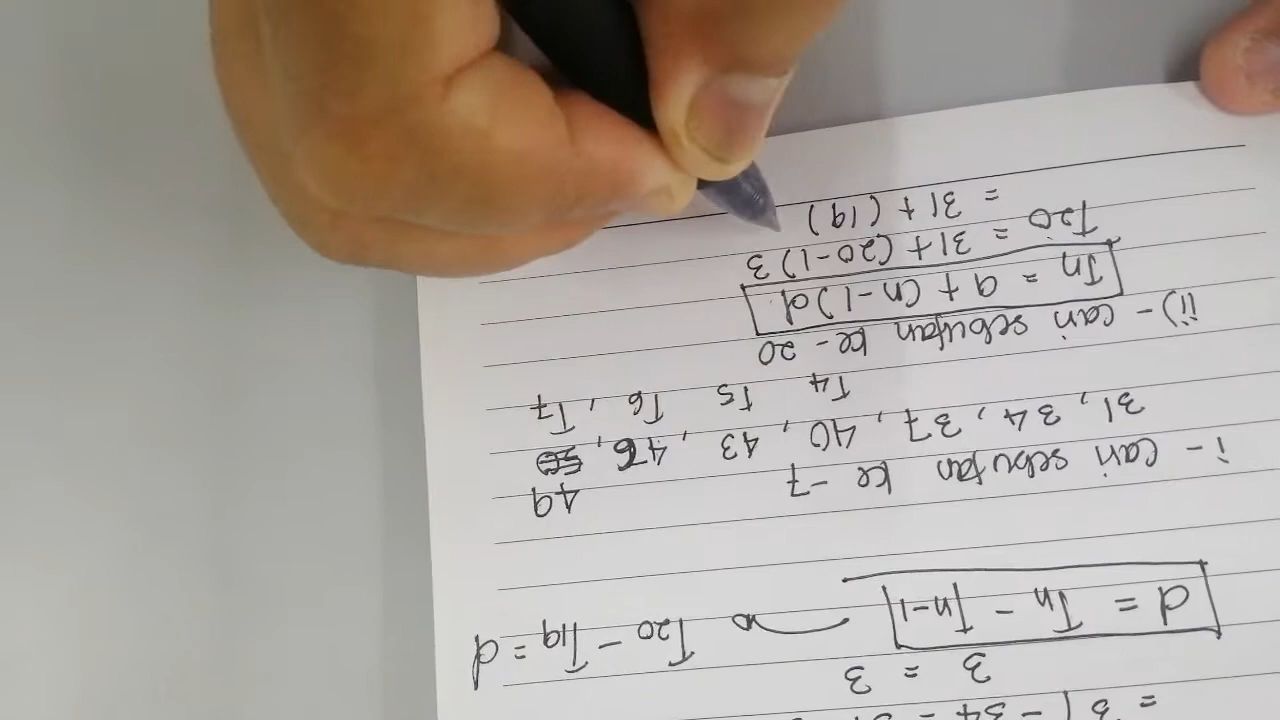 3 = 3
d = Tn - Tn-1 T20 - T19 = d
i - cari sebutan ke -7 49
31, 34, 37, 40, 43, 46,
T4 T5 T6, T7
ii) - cari sebutan ke - 20
Tn = a + (n-1)d
T20 = 31 + (20-1)3
= 31 + (19)